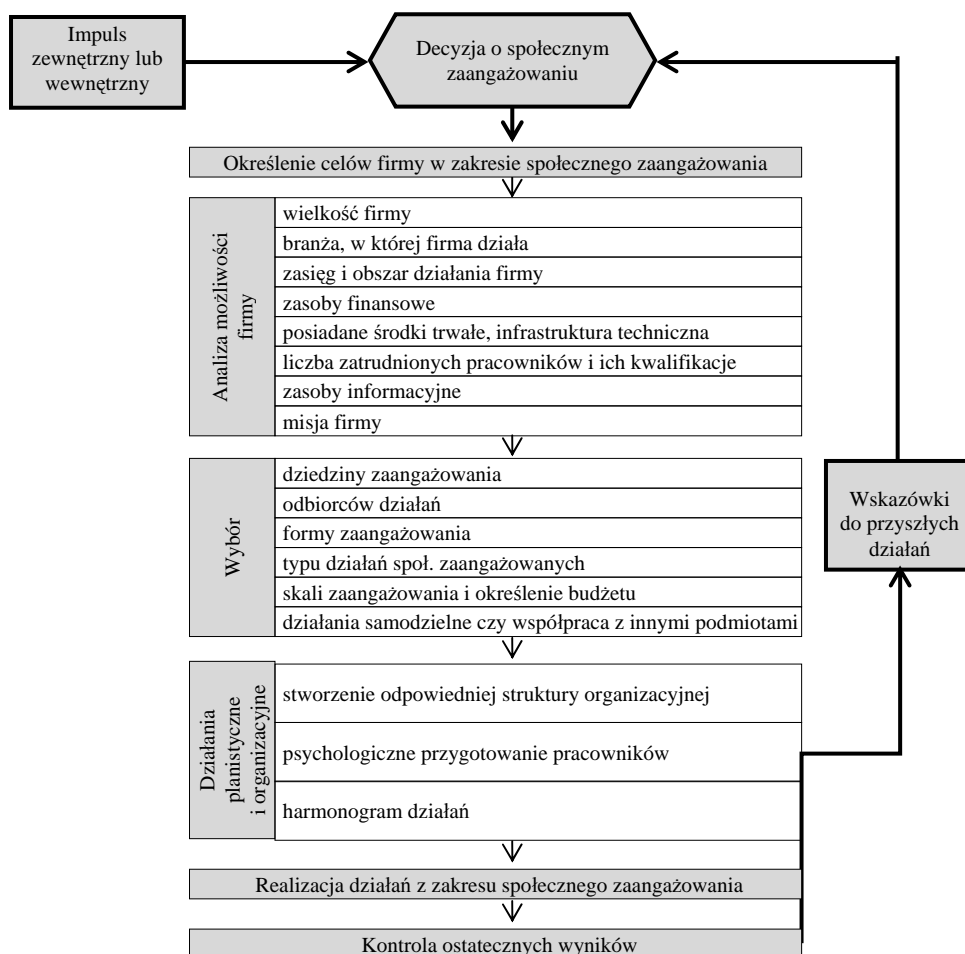 Impuls
zewnętrzny lub
wewnętrzny
Decyzja o społecznym
zaangażowaniu
Określenie celów firmy w zakresie społecznego zaangażowania
Analiza możliwości
firmy
wielkość firmy
branża, w której firma działa
zasięg i obszar działania firmy
zasoby finansowe
posiadane środki trwałe, infrastruktura techniczna
liczba zatrudnionych pracowników i ich kwalifikacje
zasoby informacyjne
misja firmy
Wybór
dziedziny zaangażowania
odbiorców działań
formy zaangażowania
typu działań społ. zaangażowanych
skali zaangażowania i określenie budżetu
działania samodzielne czy współpraca z innymi podmiotami
Wskazówki
do przyszłych
działań
Działania
planistyczne
i organizacyjne
stworzenie odpowiedniej struktury organizacyjnej
psychologiczne przygotowanie pracowników
harmonogram działań
Realizacja działań z zakresu społecznego zaangażowania
Kontrola ostatecznych wyników